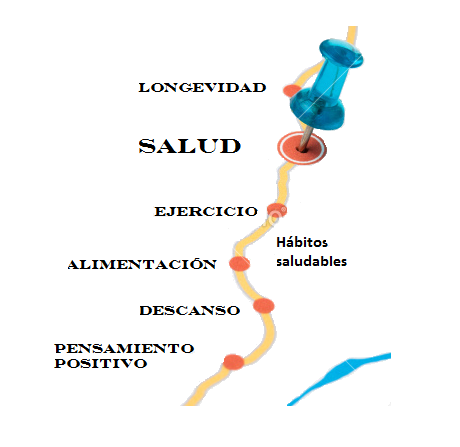 LONGEVIDAD
SALUD
EJERCICIO
Hábitos
saludables
ALIMENTACIÓN
DESCANSO
PENSAMIENTO
POSITIVO